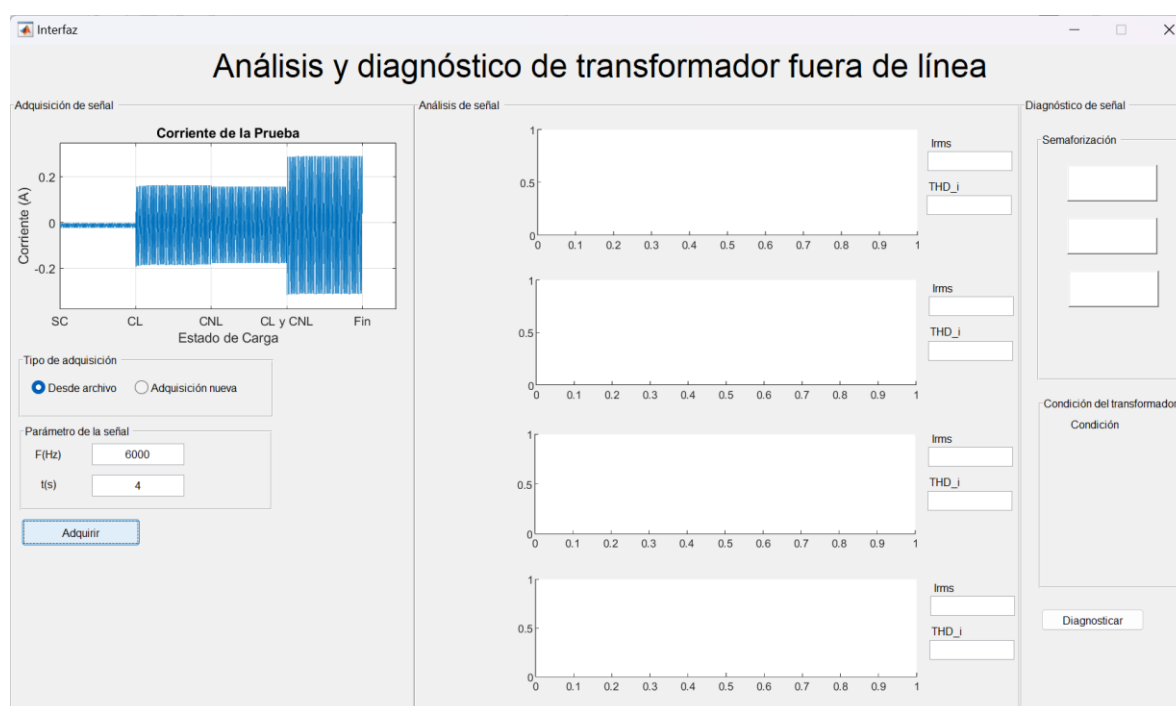 Interfaz
Análisis y diagnóstico de transformador fuera de línea
Adquisición de señal
Corriente de la Prueba
0.2
0
-0.2
Corriente (A)
SC CL CNL CL y CNL Fin
Estado de Carga
Tipo de adquisición
Desde archivo Adquisición nueva
Parámetro de la señal
F(Hz) 6000
t(s) 4
Adquirir
Análisis de señal
1
0.5
0
0 0.1 0.2 0.3 0.4 0.5 0.6 0.7 0.8 0.9 1
Irms
THD_i
1
0.5
0
0 0.1 0.2 0.3 0.4 0.5 0.6 0.7 0.8 0.9 1
Irms
THD_i
1
0.5
0
0 0.1 0.2 0.3 0.4 0.5 0.6 0.7 0.8 0.9 1
Irms
THD_i
1
0.5
0
0 0.1 0.2 0.3 0.4 0.5 0.6 0.7 0.8 0.9 1
Irms
THD_i
Diagnóstico de señal
Semaforización
Condición del transformador
Condición
Diagnosticar